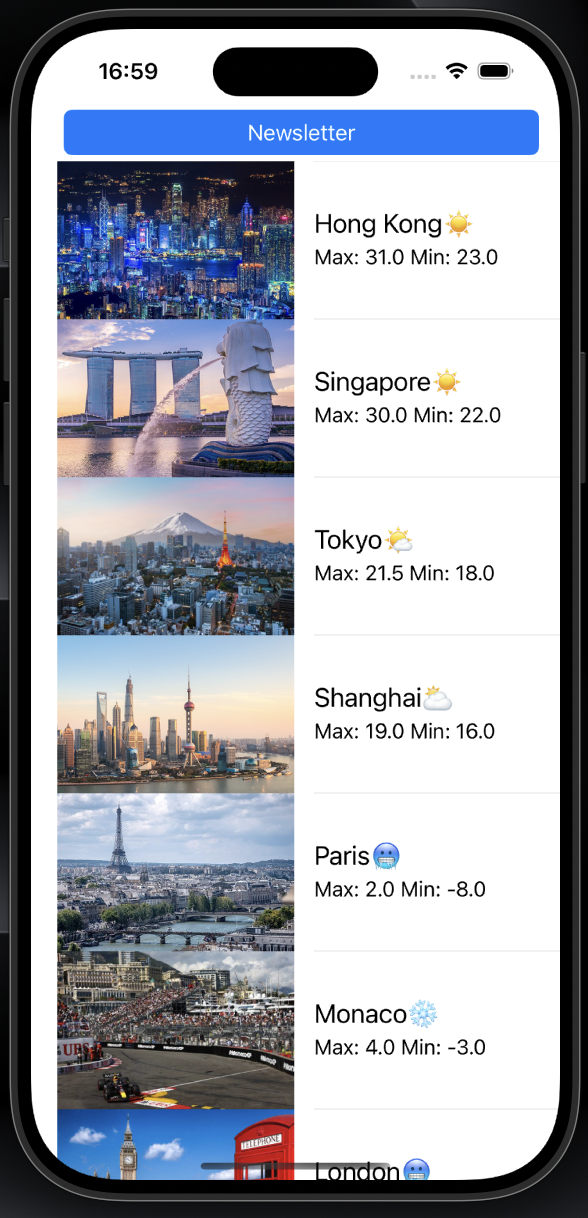 16:59
Newsletter
Hong Kong☀️
Max: 31.0 Min: 23.0
Singapore☀️
Max: 30.0 Min: 22.0
Tokyo🌤️
Max: 21.5 Min: 18.0
Shanghai🌥️
Max: 19.0 Min: 16.0
Paris🥶
Max: 2.0 Min: -8.0
UBS
Monaco❄️
Max: 4.0 Min: -3.0
TELEPHONE
London🥶